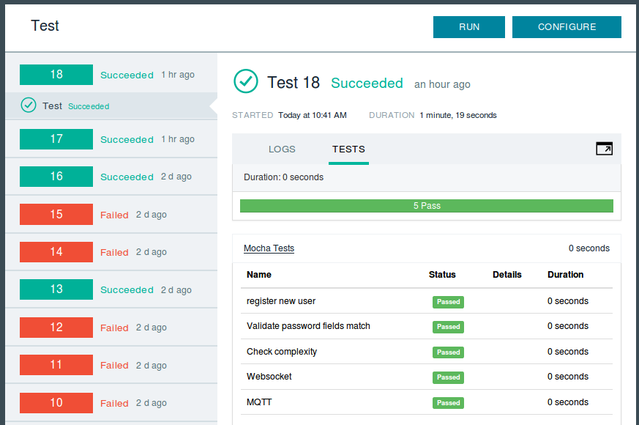 Test
RUN
CONFIGURE
18 Succeeded 1 hr ago
Test Succeeded
17 Succeeded 1 hr ago
16 Succeeded 2 d ago
15 Failed 2 d ago
14 Failed 2 d ago
13 Succeeded 2 d ago
12 Failed 2 d ago
11 Failed 2 d ago
10 Failed 2 d ago
Test 18 Succeeded an hour ago
STARTED Today at 10:41 AM DURATION 1 minute, 19 seconds
LOGS TESTS
Duration: 0 seconds
5 Pass
Mocha Tests 0 seconds
Name Status Details Duration
register new user Passed 0 seconds
Validate password fields match Passed 0 seconds
Check complexity Passed 0 seconds
Websocket Passed 0 seconds
MQTT Passed 0 seconds